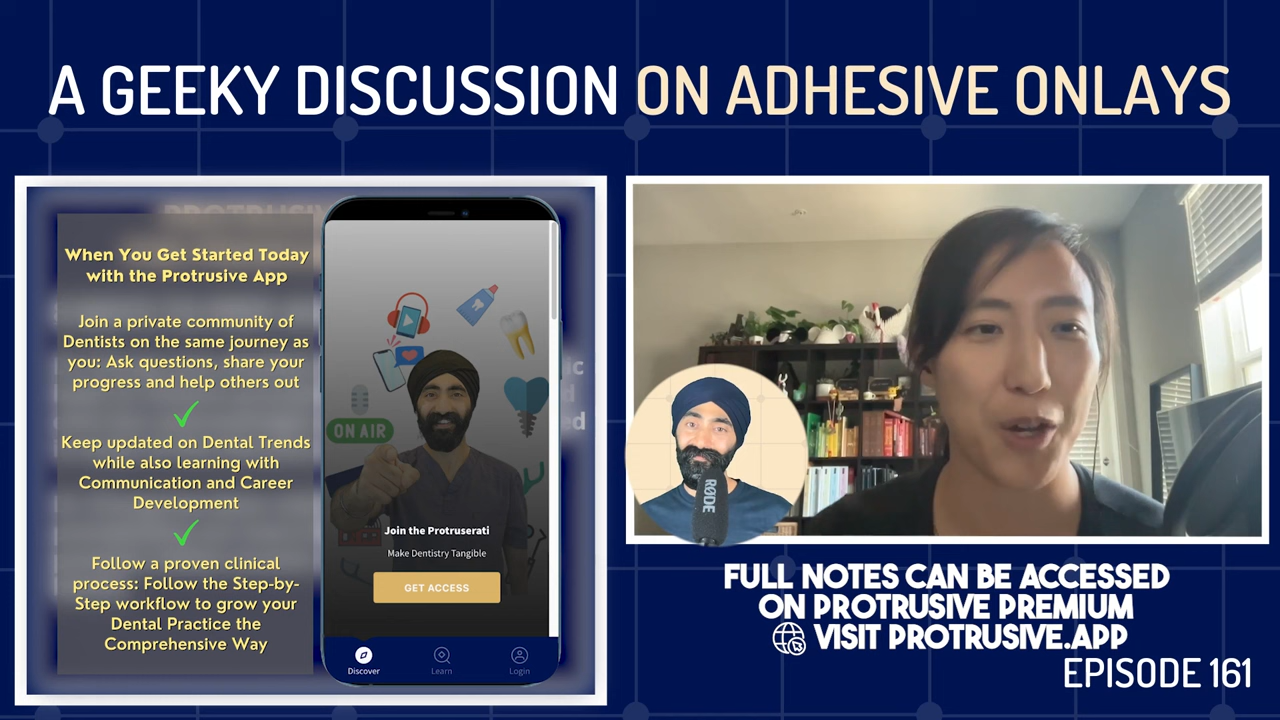 A GEEKY DISCUSSION ON ADHESIVE ONLAYS
When You Get Started Today
with the Protrusive App
Join a private community of
Dentists on the same journey as
you: Ask questions, share your
progress and help others out
Keep updated on Dental Trends
while also learning with
Communication and Career
Development
Follow a proven clinical
process: Follow the Step-by-
Step workflow to grow your
Dental Practice the
Comprehensive Way
ON AIR
Join the Protruserati
Make Dentistry Tangible
GET ACCESS
Discover
Learn
Login
RØDE
FULL NOTES CAN BE ACCESSED
ON PROTRUSIVE PREMIUM
VISIT PROTRUSIVE.APP
EPISODE 161